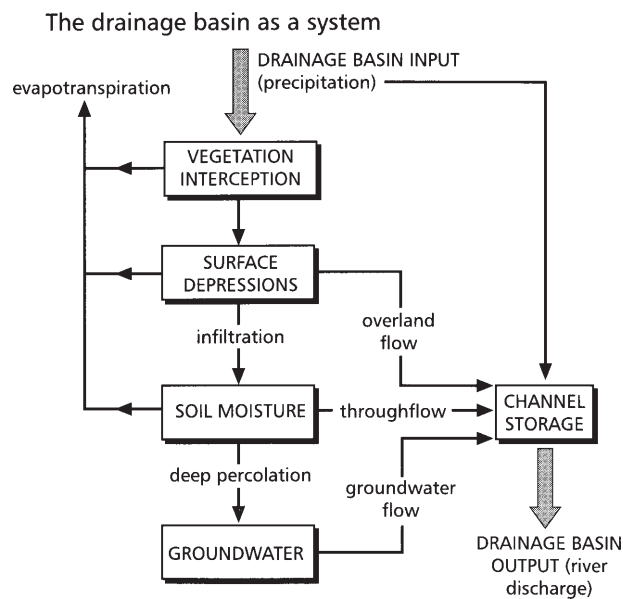 The drainage basin as a system
DRAINAGE BASIN INPUT
(precipitation)
evapotranspiration
VEGETATION
INTERCEPTION
SURFACE
DEPRESSIONS
overland
flow
infiltration
SOIL MOISTURE
throughflow
CHANNEL
STORAGE
deep percolation
groundwater
flow
GROUNDWATER
DRAINAGE BASIN
OUTPUT (river
discharge)